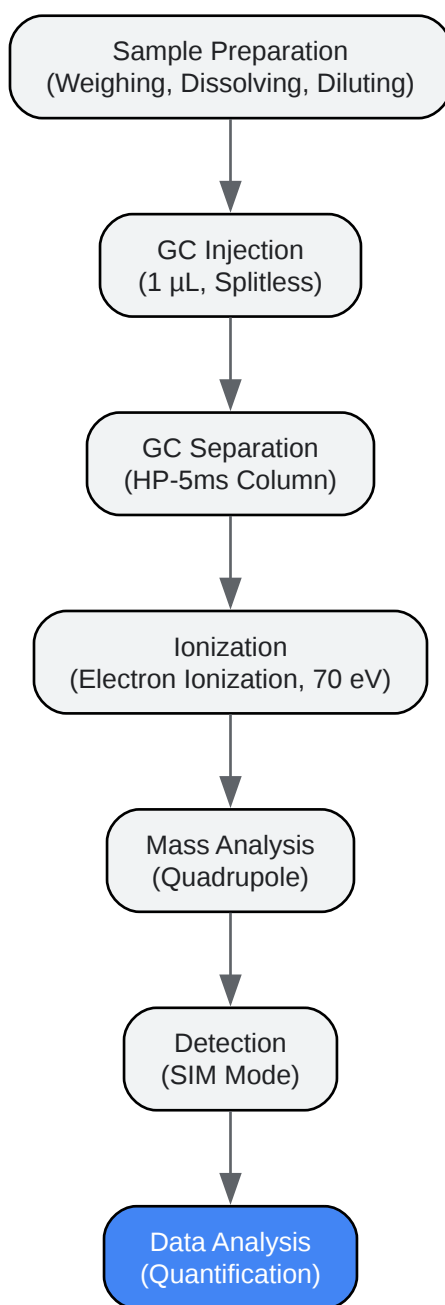 Sample Preparation
(Weighing, Dissolving, Diluting)
GC Injection
(1 µL, Splitless)
GC Separation
(HP-5ms Column)
Ionization
(Electron Ionization, 70 eV)
Mass Analysis
(Quadrupole)
Detection
(SIM Mode)
Data Analysis
(Quantification)